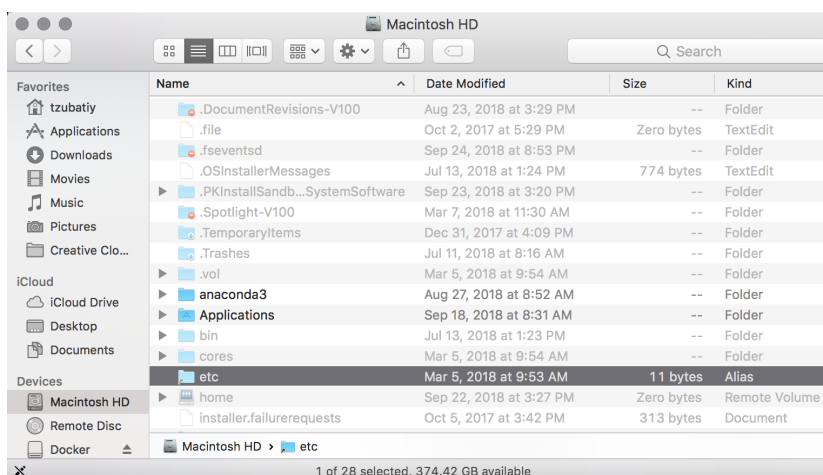 Macintosh HD
Search
Favorites
tzubatiy
Applications
Downloads
Movies
Music
Pictures
Creative Clo...
iCloud
iCloud Drive
Desktop
Documents
Devices
Macintosh HD
Remote Disc
Docker
Name Date Modified Size Kind
.DocumentRevisions-V100 Aug 23, 2018 at 3:29 PM -- Folder
.file Oct 2, 2017 at 5:29 PM Zero bytes TextEdit
.fseventsd Sep 24, 2018 at 8:53 PM -- Folder
.OSInstallerMessages Jul 13, 2018 at 1:24 PM 774 bytes TextEdit
.PKInstallSandb...SystemSoftware Sep 23, 2018 at 3:20 PM -- Folder
.Spotlight-V100 Mar 7, 2018 at 11:30 AM -- Folder
.TemporaryItems Dec 31, 2017 at 4:09 PM -- Folder
.Trashes Jul 11, 2018 at 8:16 AM -- Folder
.vol Mar 5, 2018 at 9:54 AM -- Folder
anaconda3 Aug 27, 2018 at 8:52 AM -- Folder
Applications Sep 18, 2018 at 8:31 AM -- Folder
bin Jul 13, 2018 at 1:23 PM -- Folder
cores Mar 5, 2018 at 9:54 AM -- Folder
etc Mar 5, 2018 at 9:53 AM 11 bytes Alias
home Sep 22, 2018 at 3:27 PM Zero bytes Remote Volume
installer.failurerequests Oct 5, 2017 at 3:42 PM 313 bytes Document
Macintosh HD › etc
1 of 28 selected, 374.42 GB available